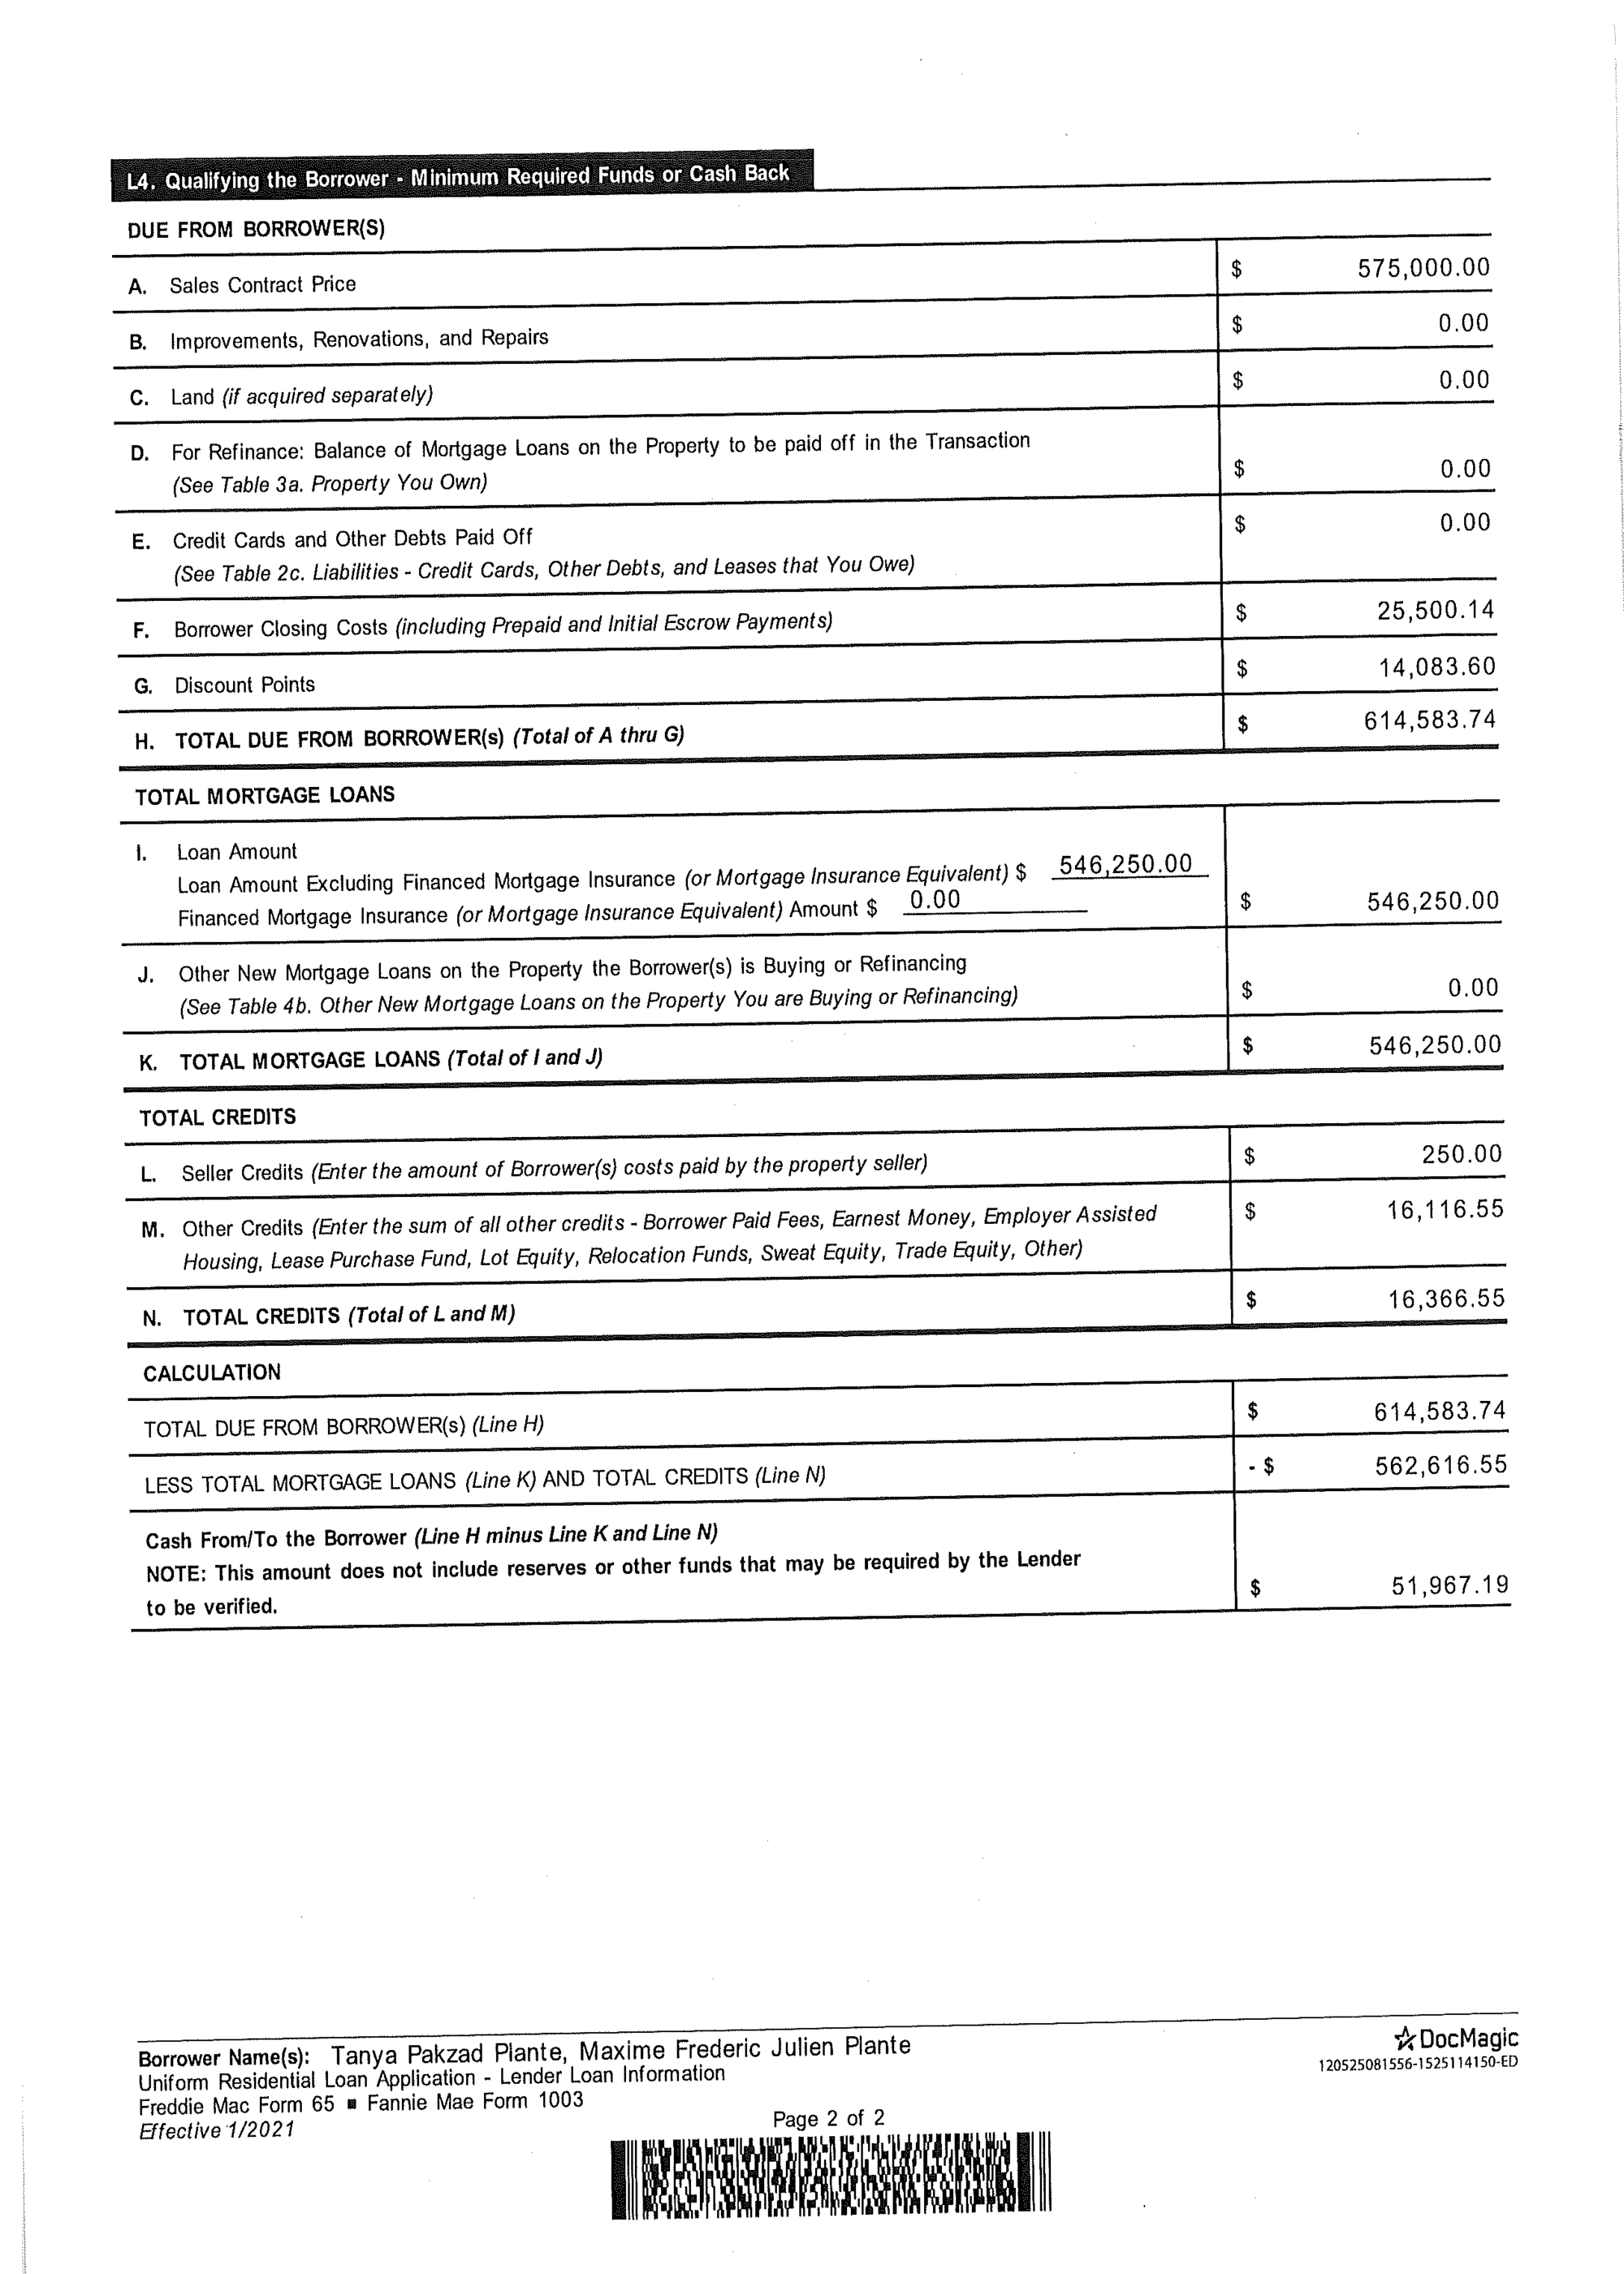 L4. Qualifying the Borrower - Minimum Required Funds or Cash Back
DUE FROM BORROWER(S)
A. Sales Contract Price $ 575,000.00
B. Improvements, Renovations, and Repairs $ 0.00
C. Land (if acquired separately) $ 0.00
D. For Refinance: Balance of Mortgage Loans on the Property to be paid off in the Transaction
(See Table 3a. Property You Own) $ 0.00
E. Credit Cards and Other Debts Paid Off $ 0.00
(See Table 2c. Liabilities - Credit Cards, Other Debts, and Leases that You Owe)
F. Borrower Closing Costs (including Prepaid and Initial Escrow Payments) $ 25,500.14
G. Discount Points $ 14,083.60
H. TOTAL DUE FROM BORROWER(s) (Total of A thru G) $ 614,583.74
TOTAL MORTGAGE LOANS
I. Loan Amount
Loan Amount Excluding Financed Mortgage Insurance (or Mortgage Insurance Equivalent) $ 546,250.00
Financed Mortgage Insurance (or Mortgage Insurance Equivalent) Amount $ 0.00 $ 546,250.00
J. Other New Mortgage Loans on the Property the Borrower(s) is Buying or Refinancing
(See Table 4b. Other New Mortgage Loans on the Property You are Buying or Refinancing) $ 0.00
K. TOTAL MORTGAGE LOANS (Total of I and J) $ 546,250.00
TOTAL CREDITS
L. Seller Credits (Enter the amount of Borrower(s) costs paid by the property seller) $ 250.00
M. Other Credits (Enter the sum of all other credits - Borrower Paid Fees, Earnest Money, Employer Assisted $ 16,116.55
Housing, Lease Purchase Fund, Lot Equity, Relocation Funds, Sweat Equity, Trade Equity, Other)
N. TOTAL CREDITS (Total of L and M) $ 16,366.55
CALCULATION
TOTAL DUE FROM BORROWER(s) (Line H) $ 614,583.74
LESS TOTAL MORTGAGE LOANS (Line K) AND TOTAL CREDITS (Line N) - $ 562,616.55
Cash From/To the Borrower (Line H minus Line K and Line N)
NOTE: This amount does not include reserves or other funds that may be required by the Lender
to be verified. $ 51,967.19
Borrower Name(s): Tanya Pakzad Plante, Maxime Frederic Julien Plante
Uniform Residential Loan Application - Lender Loan Information
Freddie Mac Form 65 ■ Fannie Mae Form 1003
Effective 1/2021
DocMagic
120525081556-1525114150-ED
Page 2 of 2